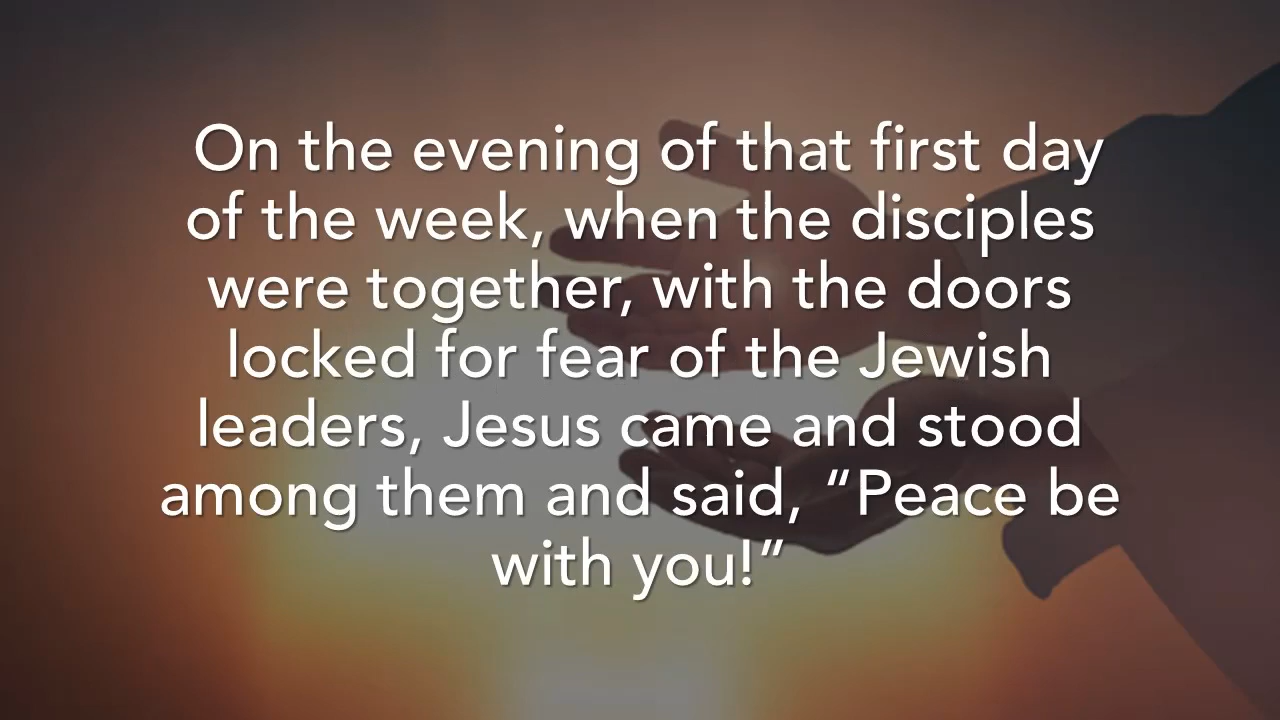 On the evening of that first day
of the week, when the disciples
were together, with the doors
locked for fear of the Jewish
leaders, Jesus came and stood
among them and said, “Peace be
with you!”